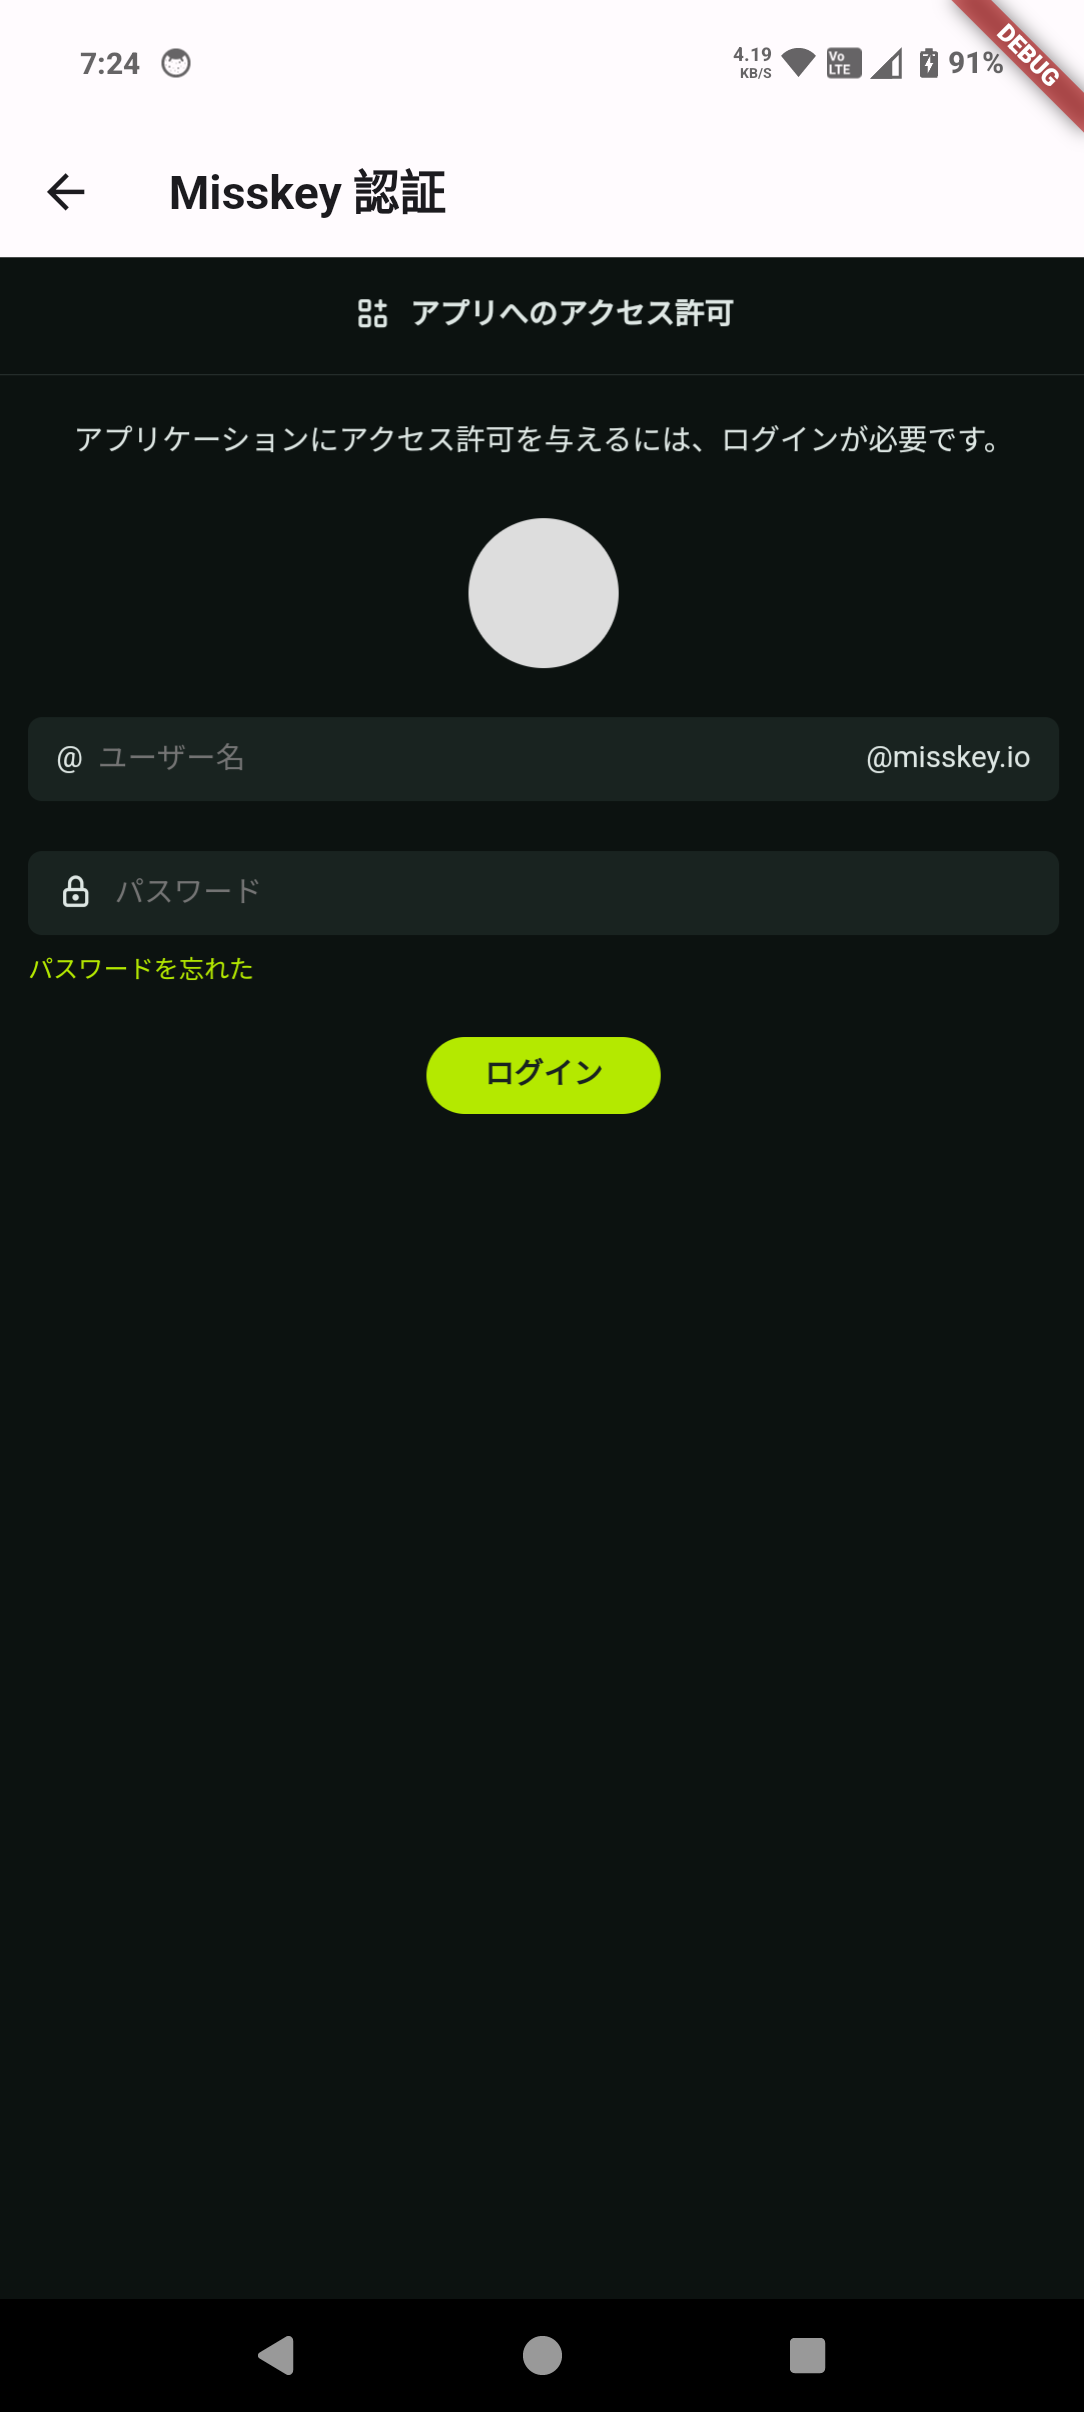 7:24
4.19
KB/S
Vo
LTE
91%
DEBUG
Misskey 認証
アプリへのアクセス許可
アプリケーションにアクセス許可を与えるには、ログインが必要です。
@ ユーザー名
@misskey.io
パスワード
パスワードを忘れた
ログイン